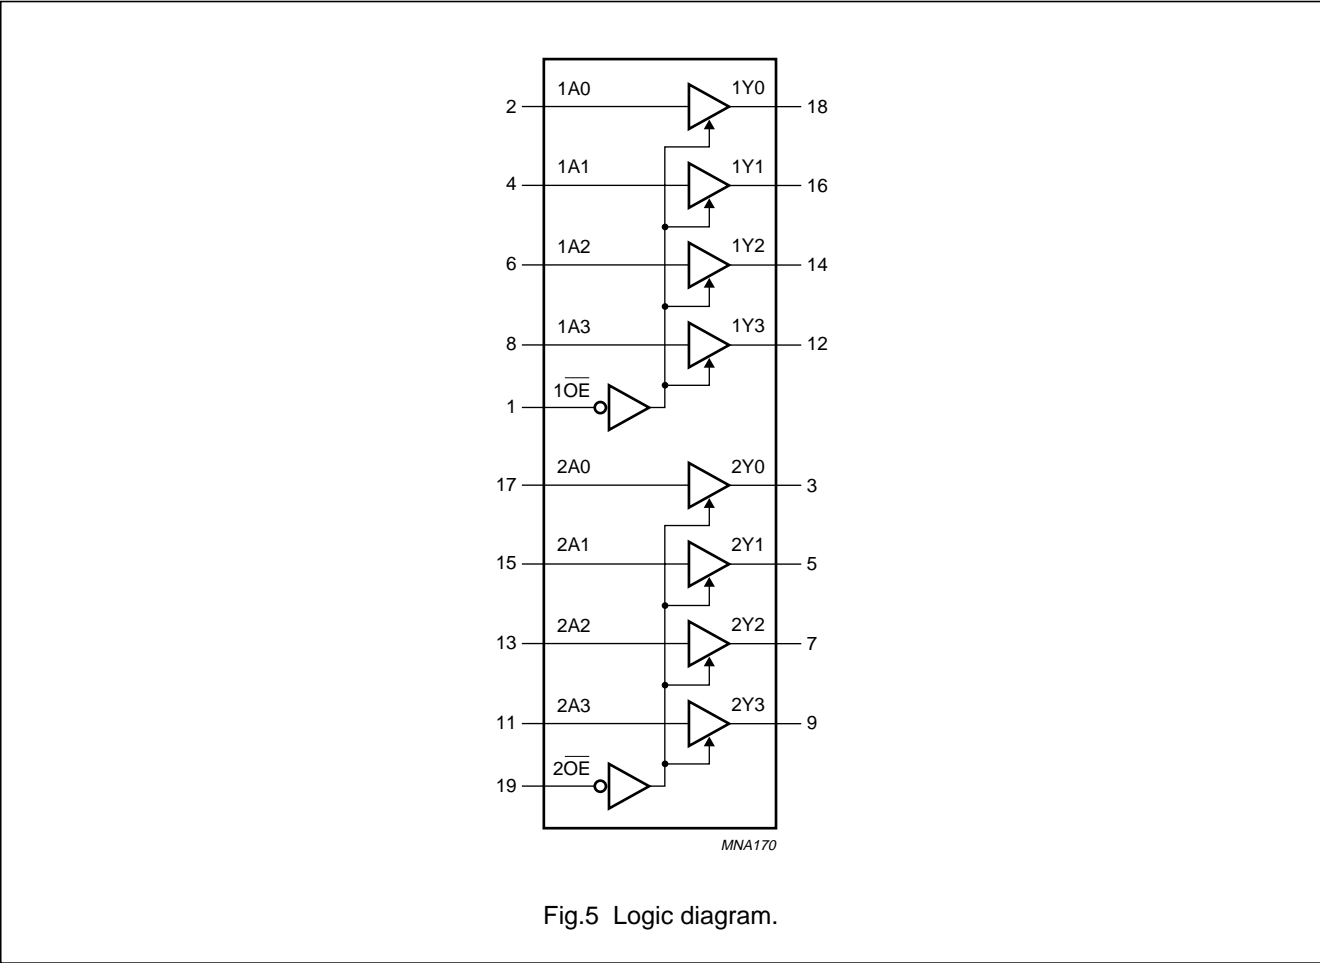 1A0 1Y0
2 18
1A1 1Y1
4 16
1A2 1Y2
6 14
1A3 1Y3
8 12
1O̅E̅
1
2A0 2Y0
17 3
2A1 2Y1
15 5
2A2 2Y2
13 7
2A3 2Y3
11 9
2O̅E̅
19
MNA170
Fig.5 Logic diagram.